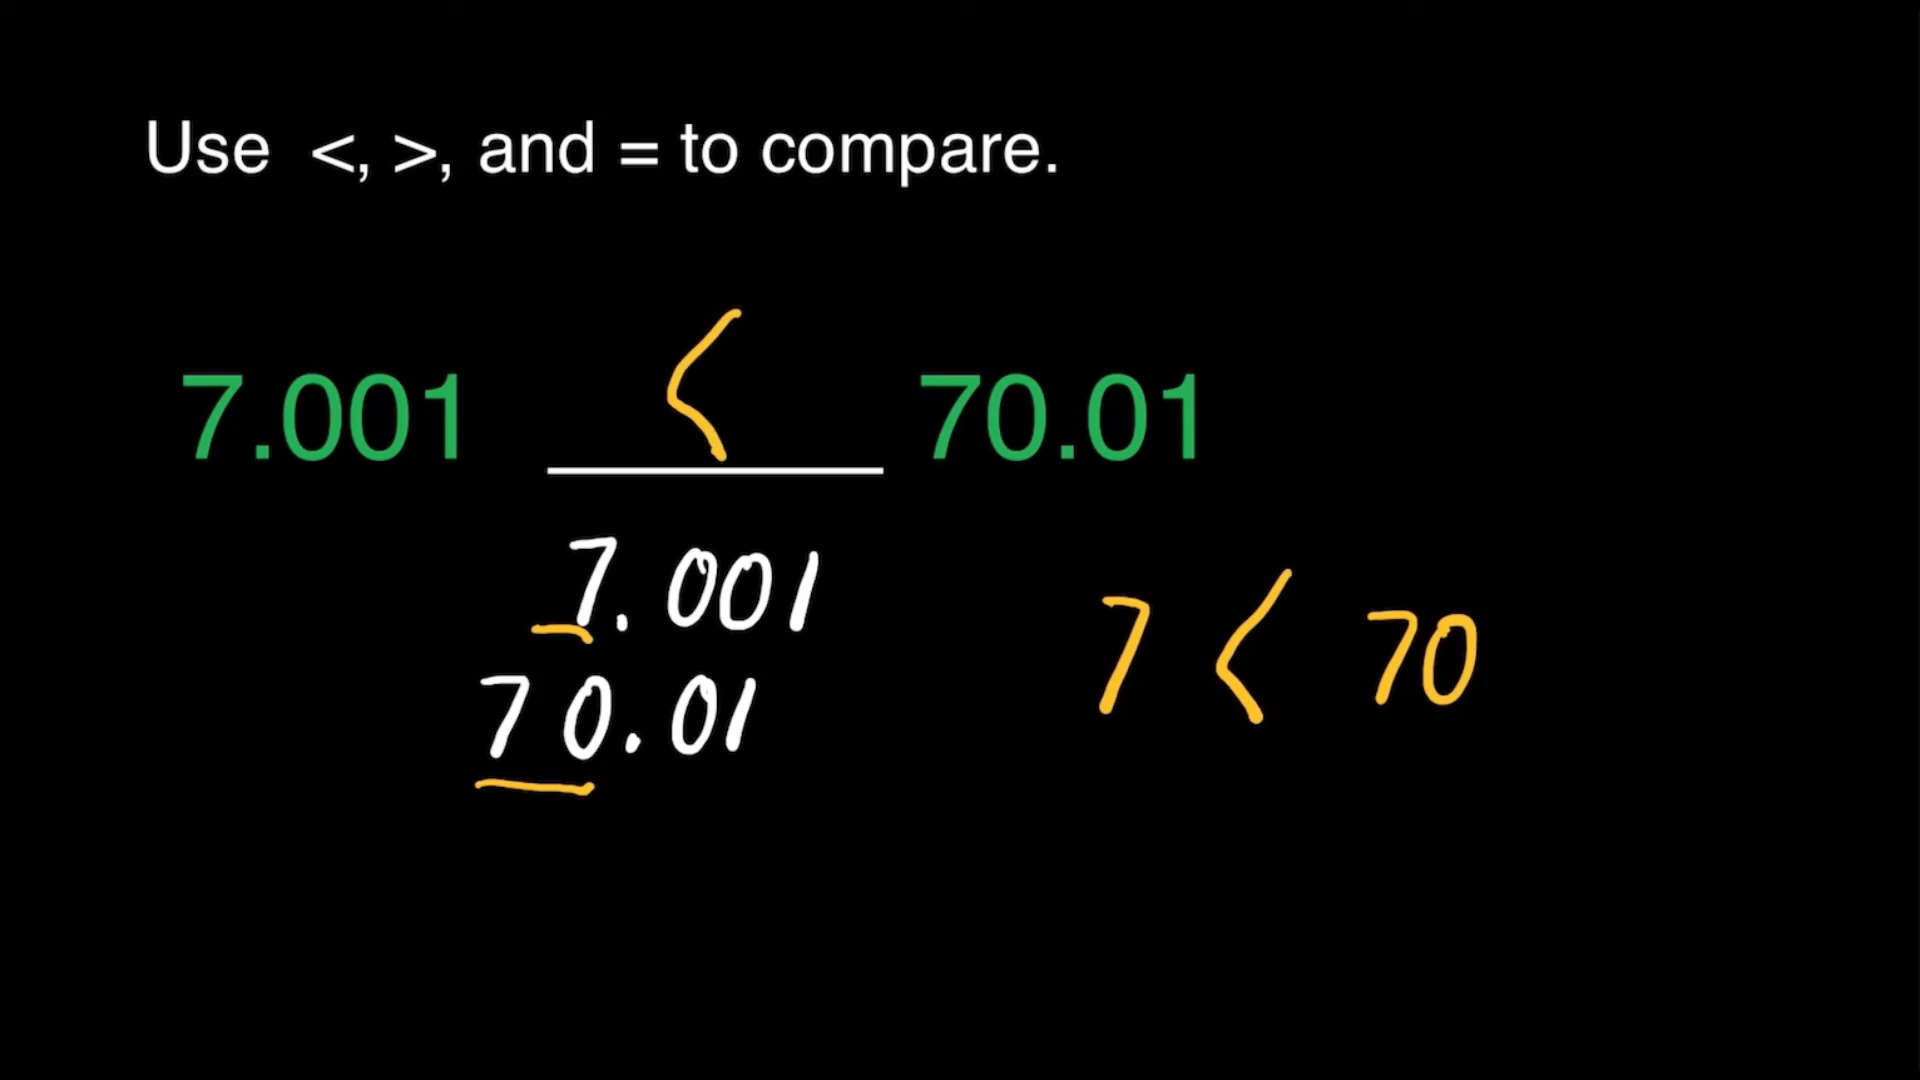 Use <, >, and = to compare.
7.001 < 70.01
7.001
70.01
7 < 70